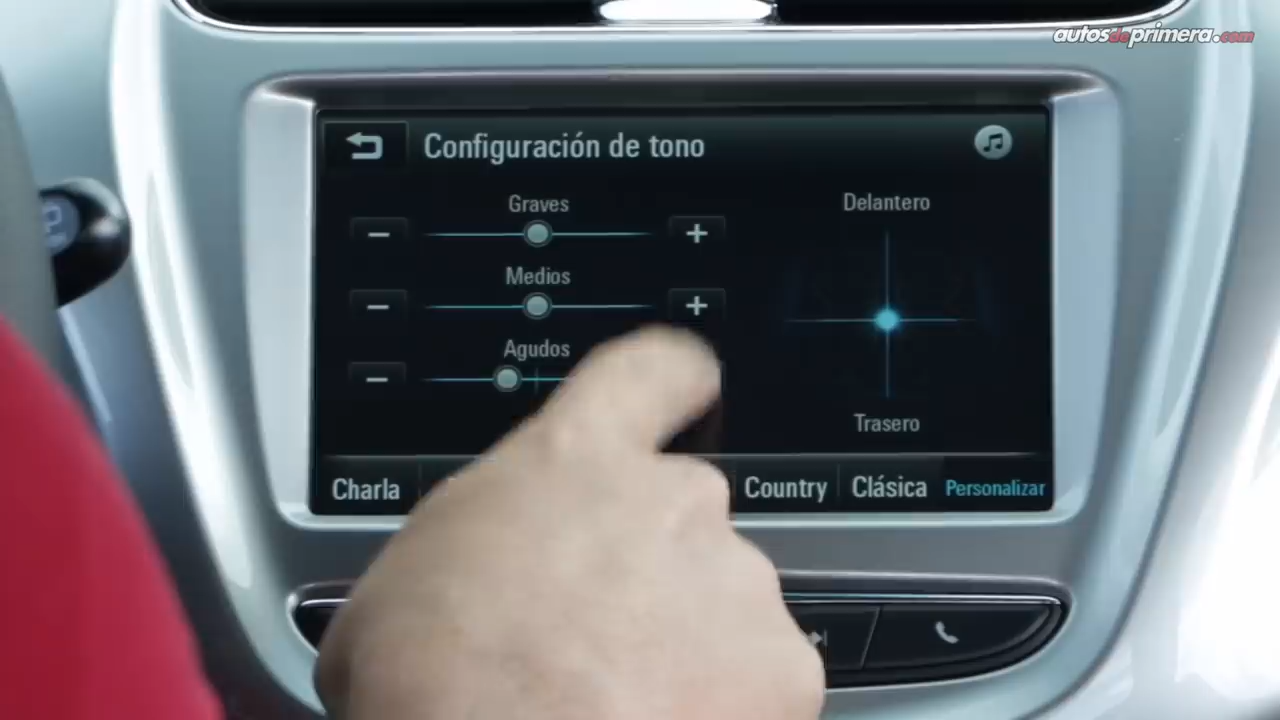 autosdeprimera.com
Configuración de tono
Graves
Delantero
Medios
Agudos
Trasero
Charla
Country
Clásica
Personalizar